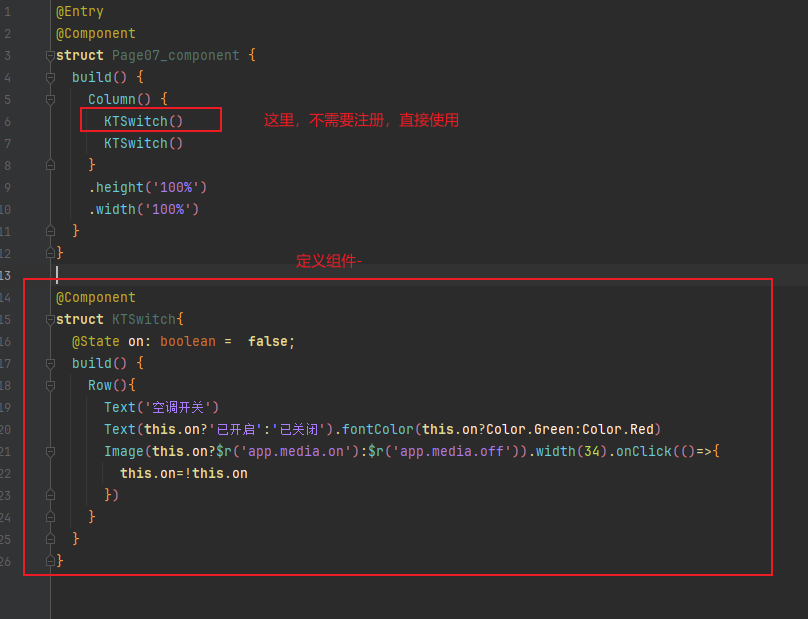 1 @Entry
2 @Component
3 struct Page07_component {
4 build() {
5 Column() {
6 KTSwitch() 这里，不需要注册，直接使用
7 KTSwitch()
8 }
9 .height('100%')
10 .width('100%')
11 }
12 }
定义组件-
13
14 @Component
15 struct KTSwitch{
16 @State on: boolean =  false;
17 build() {
18 Row(){
19 Text('空调开关')
20 Text(this.on?'已开启':'已关闭').fontColor(this.on?Color.Green:Color.Red)
21 Image(this.on?$r('app.media.on'):$r('app.media.off')).width(34).onClick(()=>{
22 this.on=!this.on
23 })
24 }
25 }
26 }